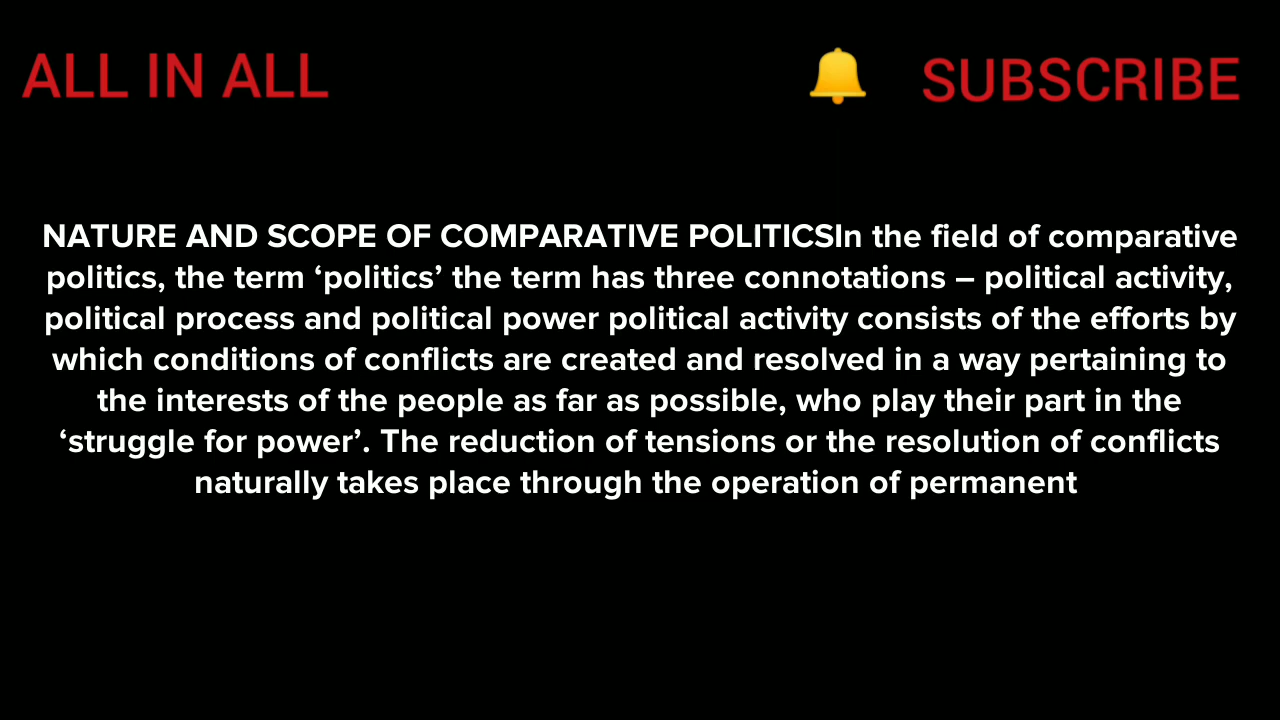 ALL IN ALL
SUBSCRIBE
NATURE AND SCOPE OF COMPARATIVE POLITICSIn the field of comparative
politics, the term ‘politics’ the term has three connotations – political activity,
political process and political power political activity consists of the efforts by
which conditions of conflicts are created and resolved in a way pertaining to
the interests of the people as far as possible, who play their part in the
‘struggle for power’. The reduction of tensions or the resolution of conflicts
naturally takes place through the operation of permanent